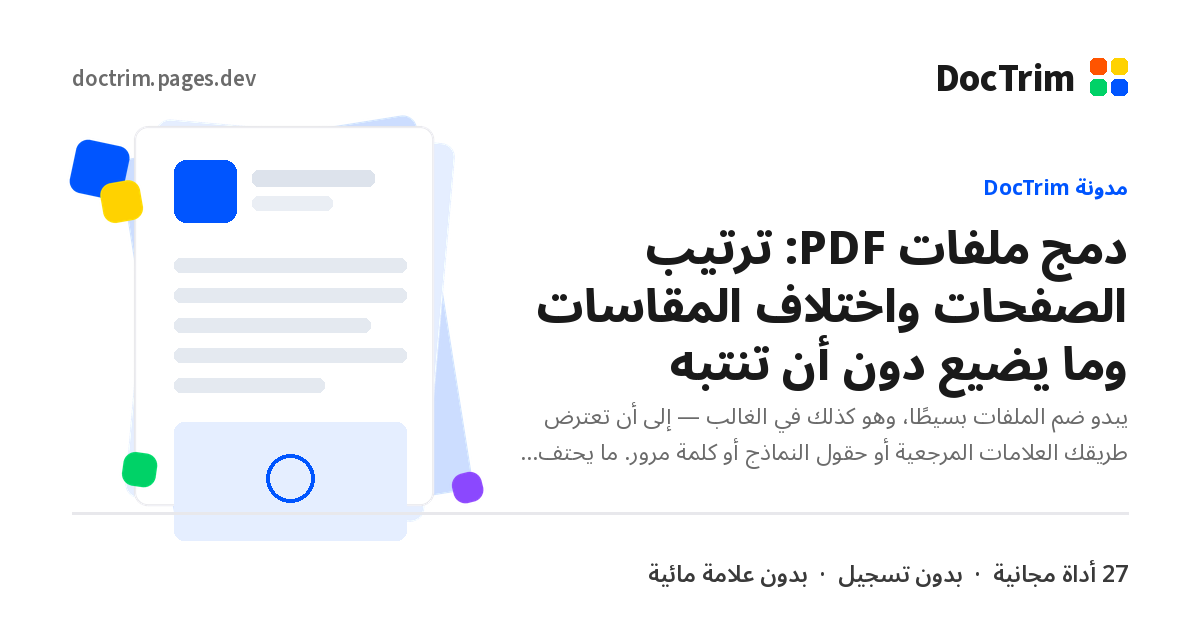 DocTrim
doctrim.pages.dev
مدونة DocTrim
دمج ملفات PDF: ترتيب
الصفحات واختلاف المقاسات
وما يضيع دون أن تنتبه
يبدو ضم الملفات بسيطًا، وهو كذلك في الغالب — إلى أن تعترض
طريقك العلامات المرجعية أو حقول النماذج أو كلمة مرور. ما يحتف...
27 أداة مجانية · بدون تسجيل · بدون علامة مائية